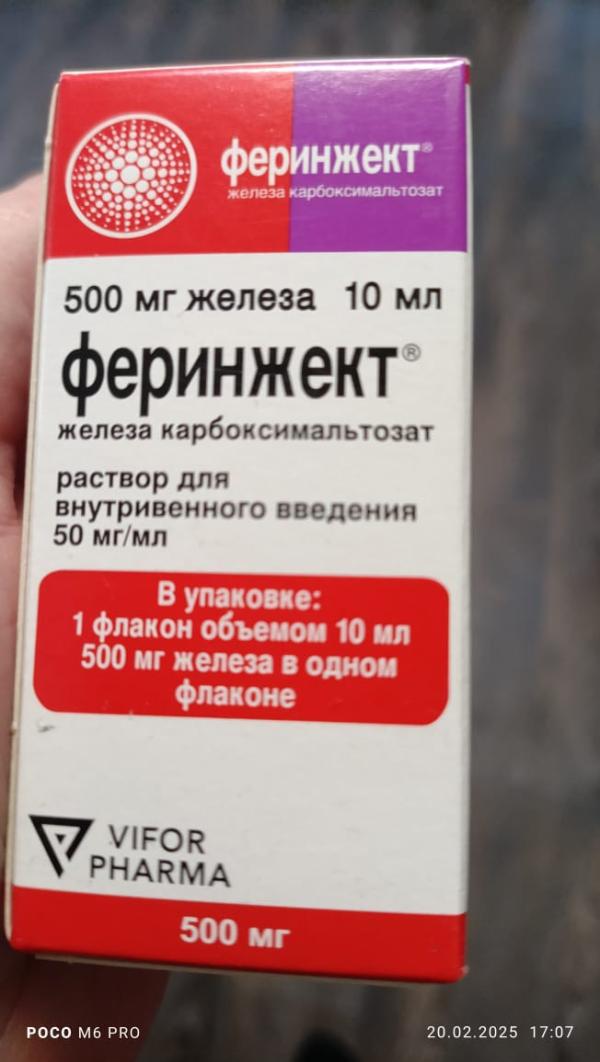 феринжект®
железа карбоксимальтозат
500 мг железа 10 мл
феринжект®
железа карбоксимальтозат
раствор для
внутривенного введения
50 мг/мл
В упаковке:
1 флакон объемом 10 мл
500 мг железа в одном
флаконе
VIFOR
PHARMA
500 мг
POCO M6 PRO
20.02.2025 17:07